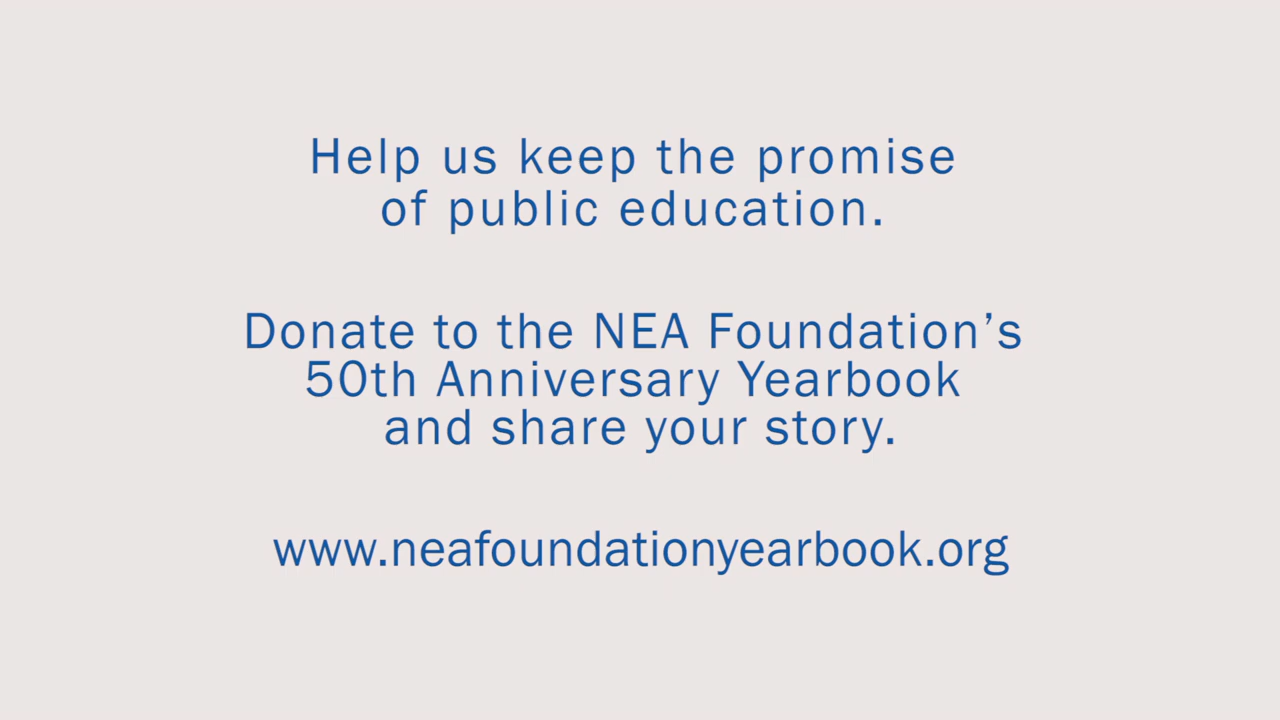 Help us keep the promise
of public education.
Donate to the NEA Foundation’s
50th Anniversary Yearbook
and share your story.
www.neafoundationyearbook.org